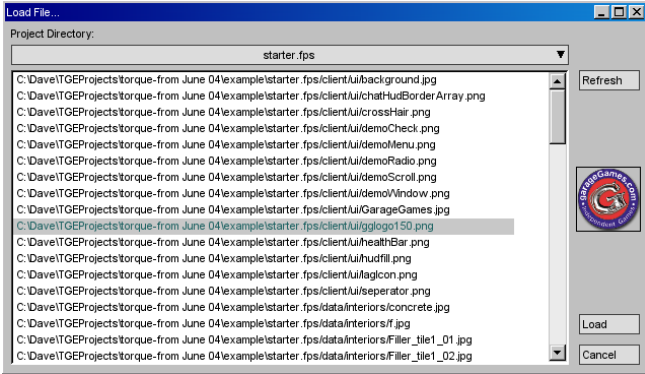 Load File...
Project Directory:
starter.fps
C:\Dave\TGEProjects\torque-from June 04\example\starter.fps/client/ui/background.jpg
C:\Dave\TGEProjects\torque-from June 04\example\starter.fps/client/ui/chatHudBorderArray.png
C:\Dave\TGEProjects\torque-from June 04\example\starter.fps/client/ui/crossHair.png
C:\Dave\TGEProjects\torque-from June 04\example\starter.fps/client/ui/demoCheck.png
C:\Dave\TGEProjects\torque-from June 04\example\starter.fps/client/ui/demoMenu.png
C:\Dave\TGEProjects\torque-from June 04\example\starter.fps/client/ui/demoRadio.png
C:\Dave\TGEProjects\torque-from June 04\example\starter.fps/client/ui/demoScroll.png
C:\Dave\TGEProjects\torque-from June 04\example\starter.fps/client/ui/demoWindow.png
C:\Dave\TGEProjects\torque-from June 04\example\starter.fps/client/ui/GarageGames.jpg
C:\Dave\TGEProjects\torque-from June 04\example\starter.fps/client/ui/gglogo150.png
C:\Dave\TGEProjects\torque-from June 04\example\starter.fps/client/ui/healthBar.png
C:\Dave\TGEProjects\torque-from June 04\example\starter.fps/client/ui/hudfill.png
C:\Dave\TGEProjects\torque-from June 04\example\starter.fps/client/ui/lagIcon.png
C:\Dave\TGEProjects\torque-from June 04\example\starter.fps/client/ui/seperator.png
C:\Dave\TGEProjects\torque-from June 04\example\starter.fps/data/interiors/concrete.jpg
C:\Dave\TGEProjects\torque-from June 04\example\starter.fps/data/interiors/f.jpg
C:\Dave\TGEProjects\torque-from June 04\example\starter.fps/data/interiors/Filler_tile1_01.jpg
C:\Dave\TGEProjects\torque-from June 04\example\starter.fps/data/interiors/Filler_tile1_02.jpg
Refresh
garageGames.com
Independent Games
Load
Cancel